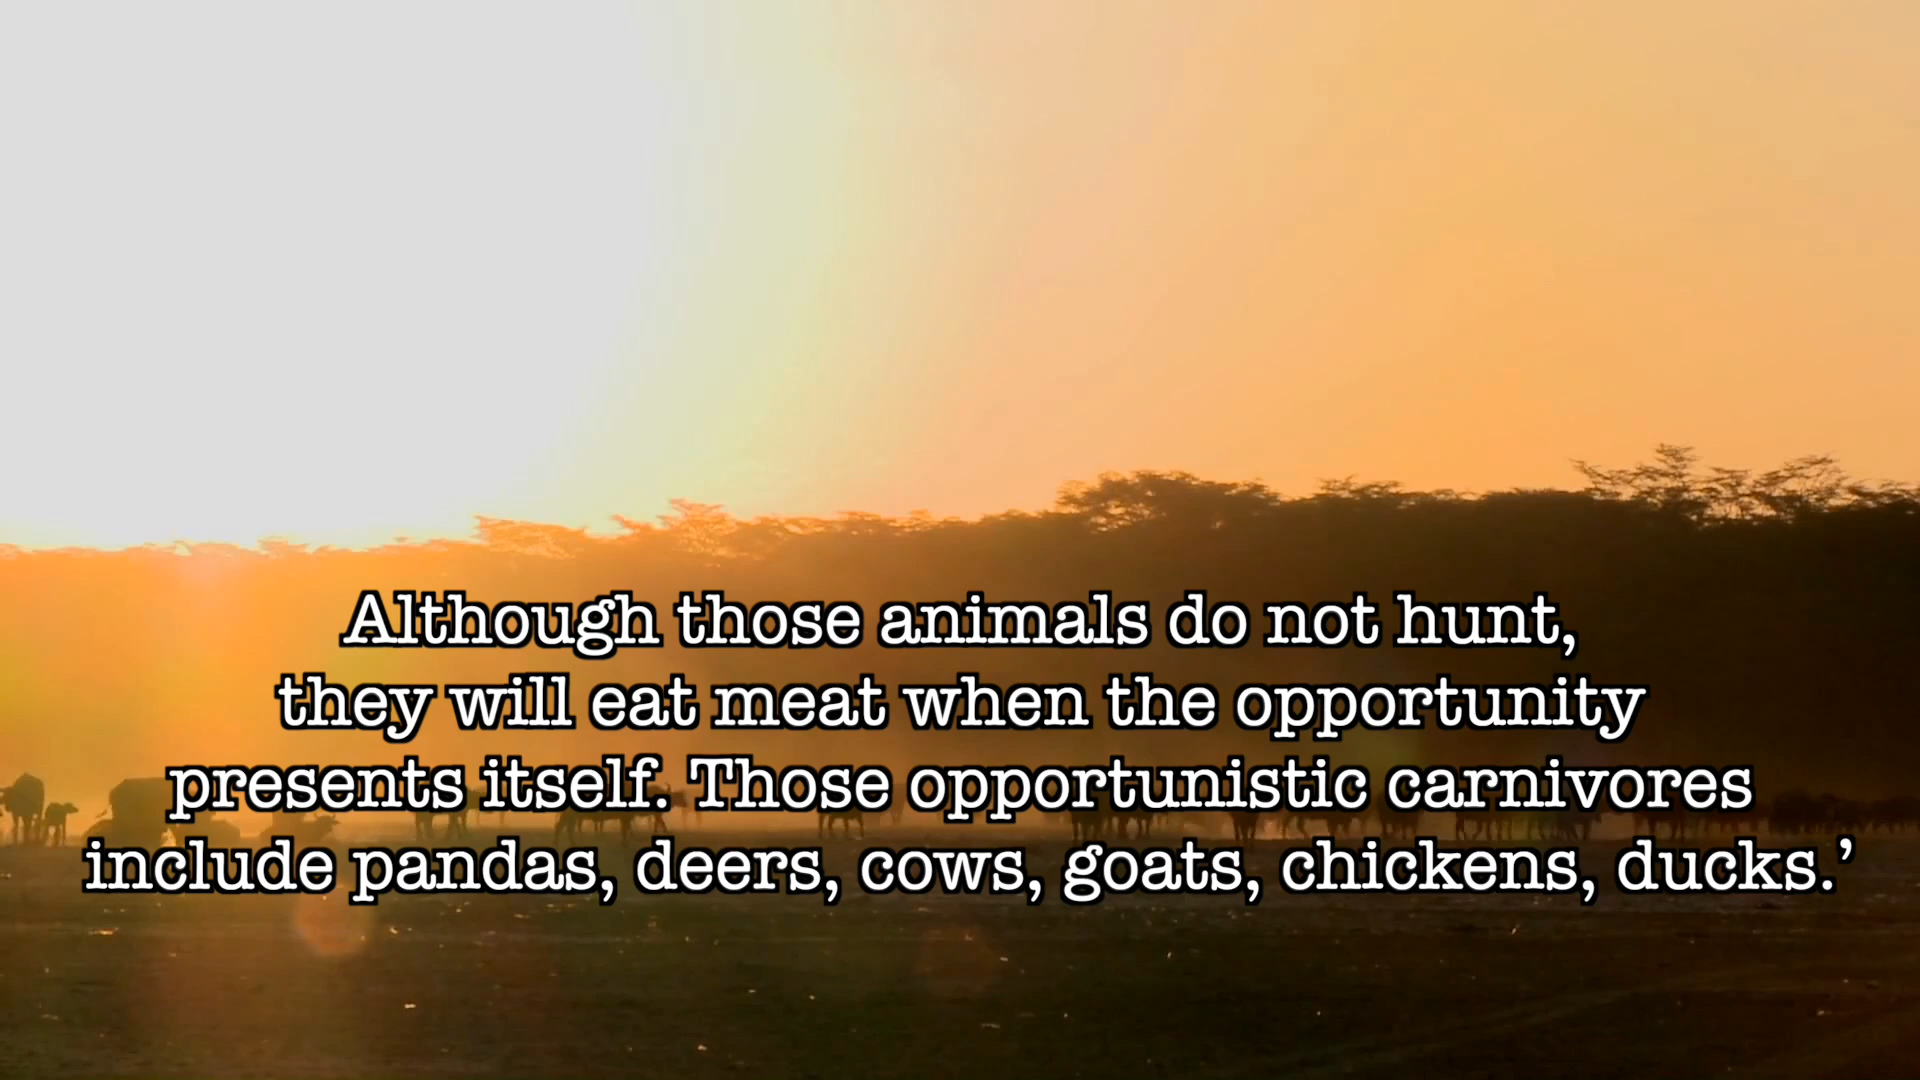 Although those animals do not hunt,
they will eat meat when the opportunity
presents itself. Those opportunistic carnivores
include pandas, deers, cows, goats, chickens, ducks.’